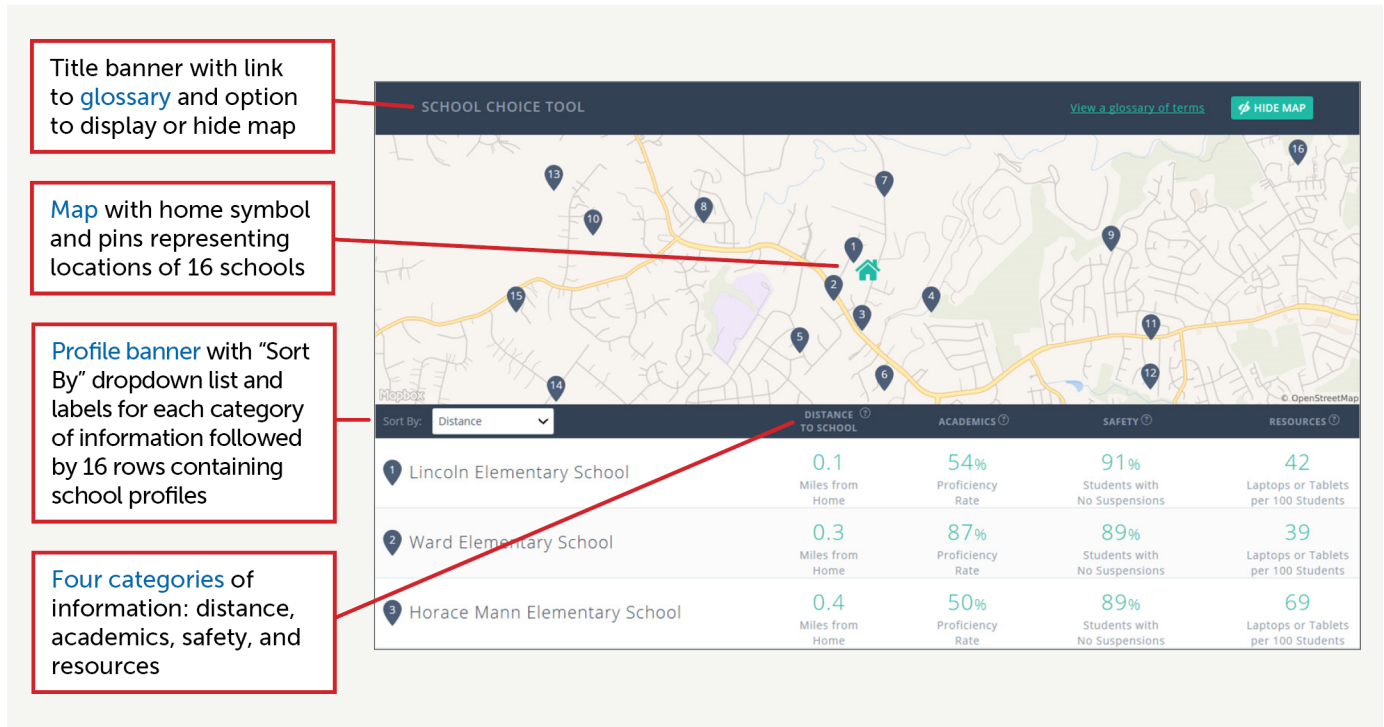 Title banner with link
to glossary and option
to display or hide map
Map with home symbol
and pins representing
locations of 16 schools
Profile banner with “Sort
By” dropdown list and
labels for each category
of information followed
by 16 rows containing
school profiles
Four categories of
information: distance,
academics, safety, and
resources
SCHOOL CHOICE TOOL
View a glossary of terms
HIDE MAP
16
13
7
8
10
9
1
2
4
15
3
11
5
12
6
14
Mapbox
© OpenStreetMap
Sort By: Distance
DISTANCE ?
TO SCHOOL
ACADEMICS ?
SAFETY ?
RESOURCES ?
1 Lincoln Elementary School
0.1
Miles from
Home
54%
Proficiency
Rate
91%
Students with
No Suspensions
42
Laptops or Tablets
per 100 Students
2 Ward Elementary School
0.3
Miles from
Home
87%
Proficiency
Rate
89%
Students with
No Suspensions
39
Laptops or Tablets
per 100 Students
3 Horace Mann Elementary School
0.4
Miles from
Home
50%
Proficiency
Rate
89%
Students with
No Suspensions
69
Laptops or Tablets
per 100 Students